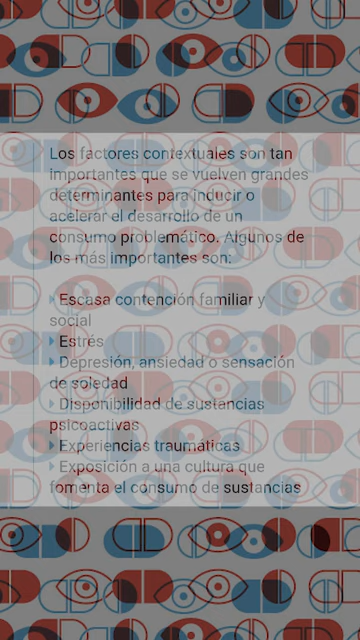 Los factores contextuales son tan
importantes que se vuelven grandes
determinantes para inducir o
acelerar el desarrollo de un
consumo problemático. Algunos de
los más importantes son:
Escasa contención familiar y
social
Estrés
Depresión, ansiedad o sensación
de soledad
Disponibilidad de sustancias
psicoactivas
Experiencias traumáticas
Exposición a una cultura que
fomenta el consumo de sustancias